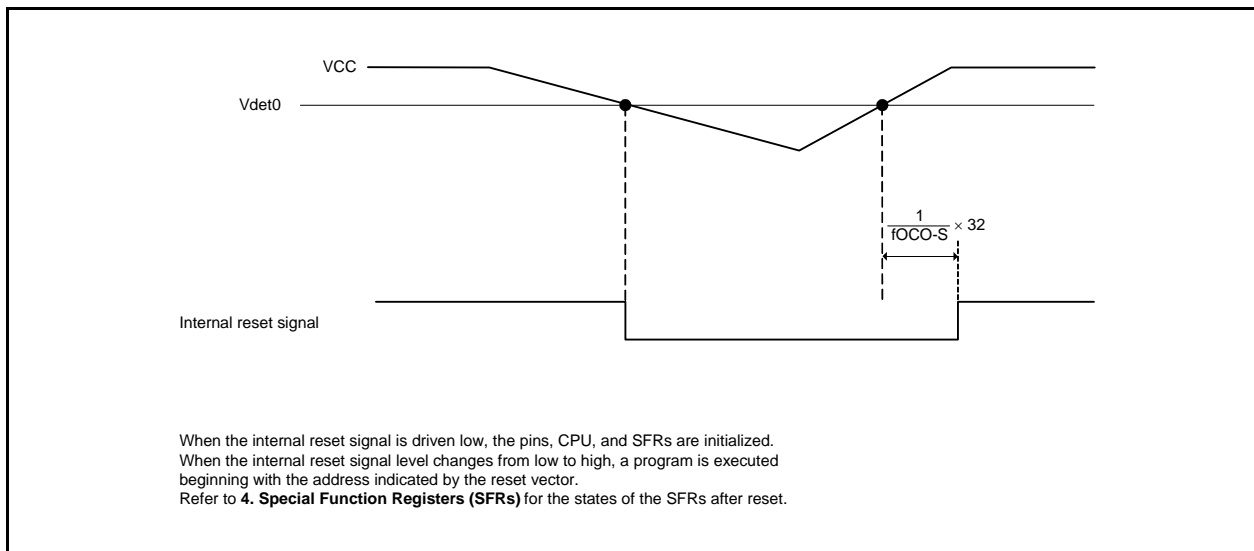 VCC
Vdet0
1
fOCO-S × 32
Internal reset signal
When the internal reset signal is driven low, the pins, CPU, and SFRs are initialized.
When the internal reset signal level changes from low to high, a program is executed
beginning with the address indicated by the reset vector.
Refer to 4. Special Function Registers (SFRs) for the states of the SFRs after reset.